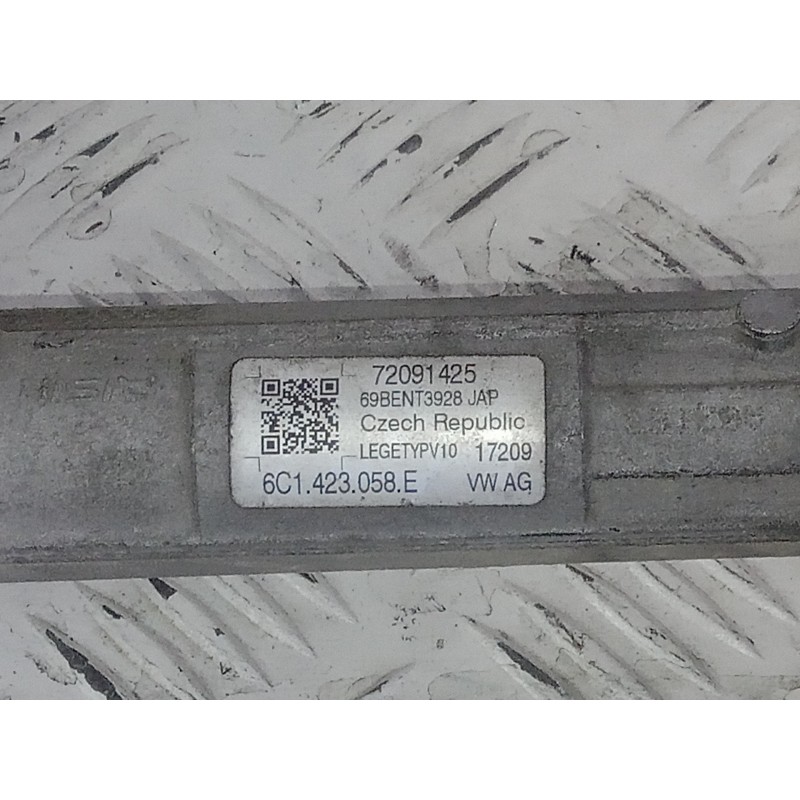 72091425
69BENT3928 JAP
Czech Republic
LEGETYPV10 17209
6C1.423.058.E VW AG